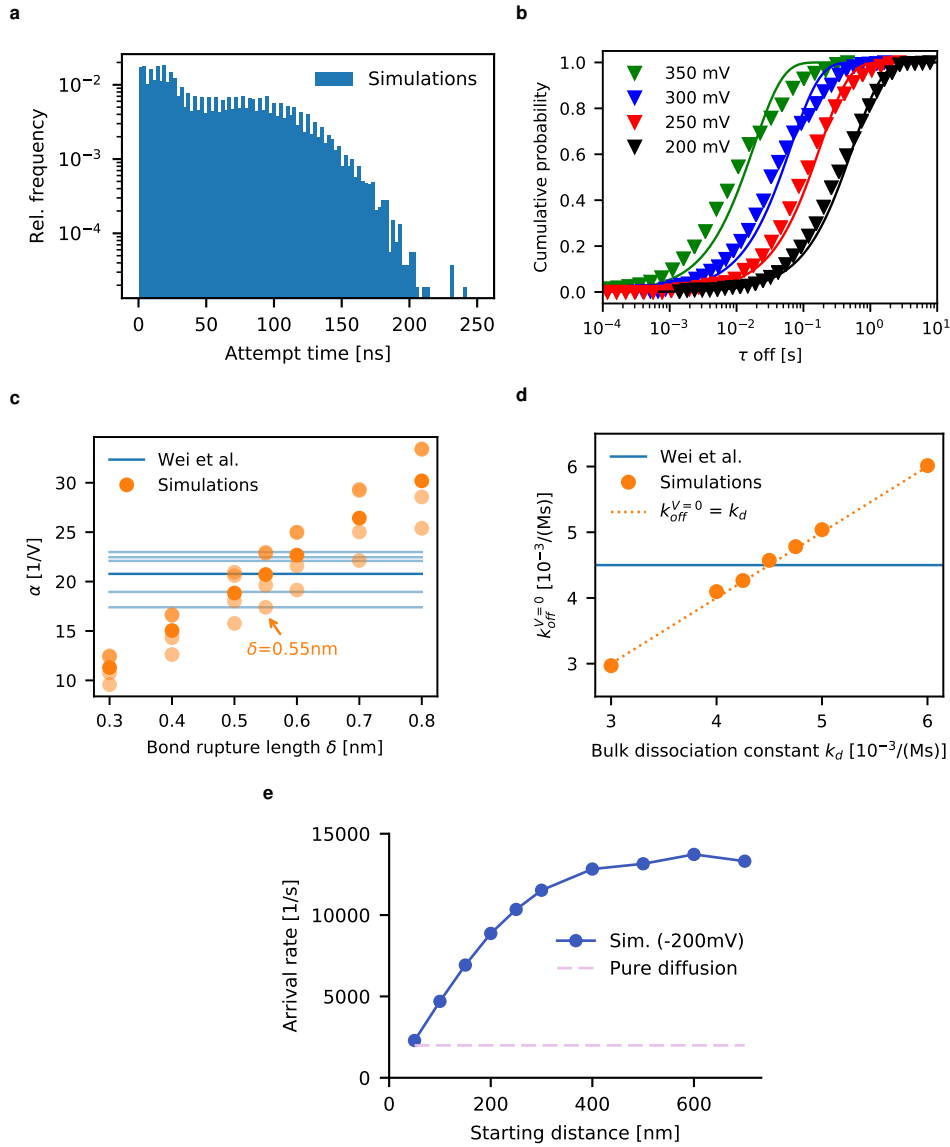 a
10⁻²
10⁻³
10⁻⁴
Rel. frequency
Simulations
0
50
100
150
200
250
Attempt time [ns]
b
1.0
0.8
0.6
0.4
0.2
0.0
Cumulative probability
350 mV
300 mV
250 mV
200 mV
10⁻⁴
10⁻³
10⁻²
10⁻¹
10⁰
10¹
τ off [s]
c
30
25
20
15
10
α [1/V]
Wei et al.
Simulations
δ=0.55nm
0.3
0.4
0.5
0.6
0.7
0.8
Bond rupture length δ [nm]
d
6
5
4
3
k_off^{V=0} [10⁻³/(Ms)]
Wei et al.
Simulations
k_off^{V=0} = k_d
3
4
5
6
Bulk dissociation constant k_d [10⁻³/(Ms)]
e
15000
10000
5000
0
Arrival rate [1/s]
Sim. (-200mV)
Pure diffusion
0
200
400
600
Starting distance [nm]